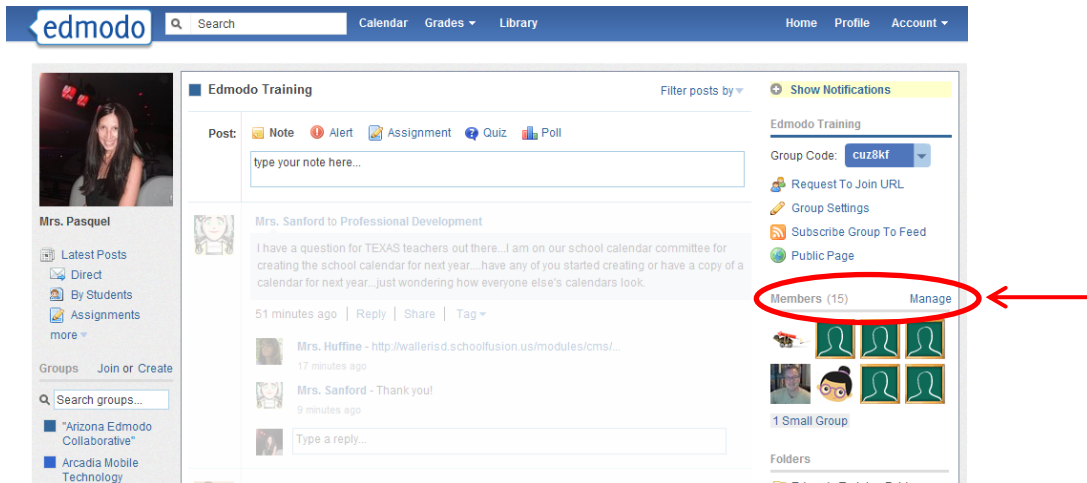 edmodo
Search
Calendar Grades Library
Home Profile Account
Mrs. Pasquel
Latest Posts
Direct
By Students
Assignments
more
Groups Join or Create
Search groups...
"Arizona Edmodo
Collaborative"
Arcadia Mobile
Technology
Edmodo Training
Filter posts by
Post: Note Alert Assignment Quiz Poll
type your note here...
Mrs. Sanford to Professional Development
I have a question for TEXAS teachers out there...I am on our school calendar committee for
creating the school calendar for next year....have any of you started creating or have a copy of a
calendar for next year...just wondering how everyone else's calendars look.
51 minutes ago | Reply | Share | Tag
Mrs. Huffine - http://wallerisd.schoolfusion.us/modules/cms/...
17 minutes ago
Mrs. Sanford - Thank you!
9 minutes ago
Type a reply...
Show Notifications
Edmodo Training
Group Code: cuz8kf
Request To Join URL
Group Settings
Subscribe Group To Feed
Public Page
Members (15) Manage
1 Small Group
Folders